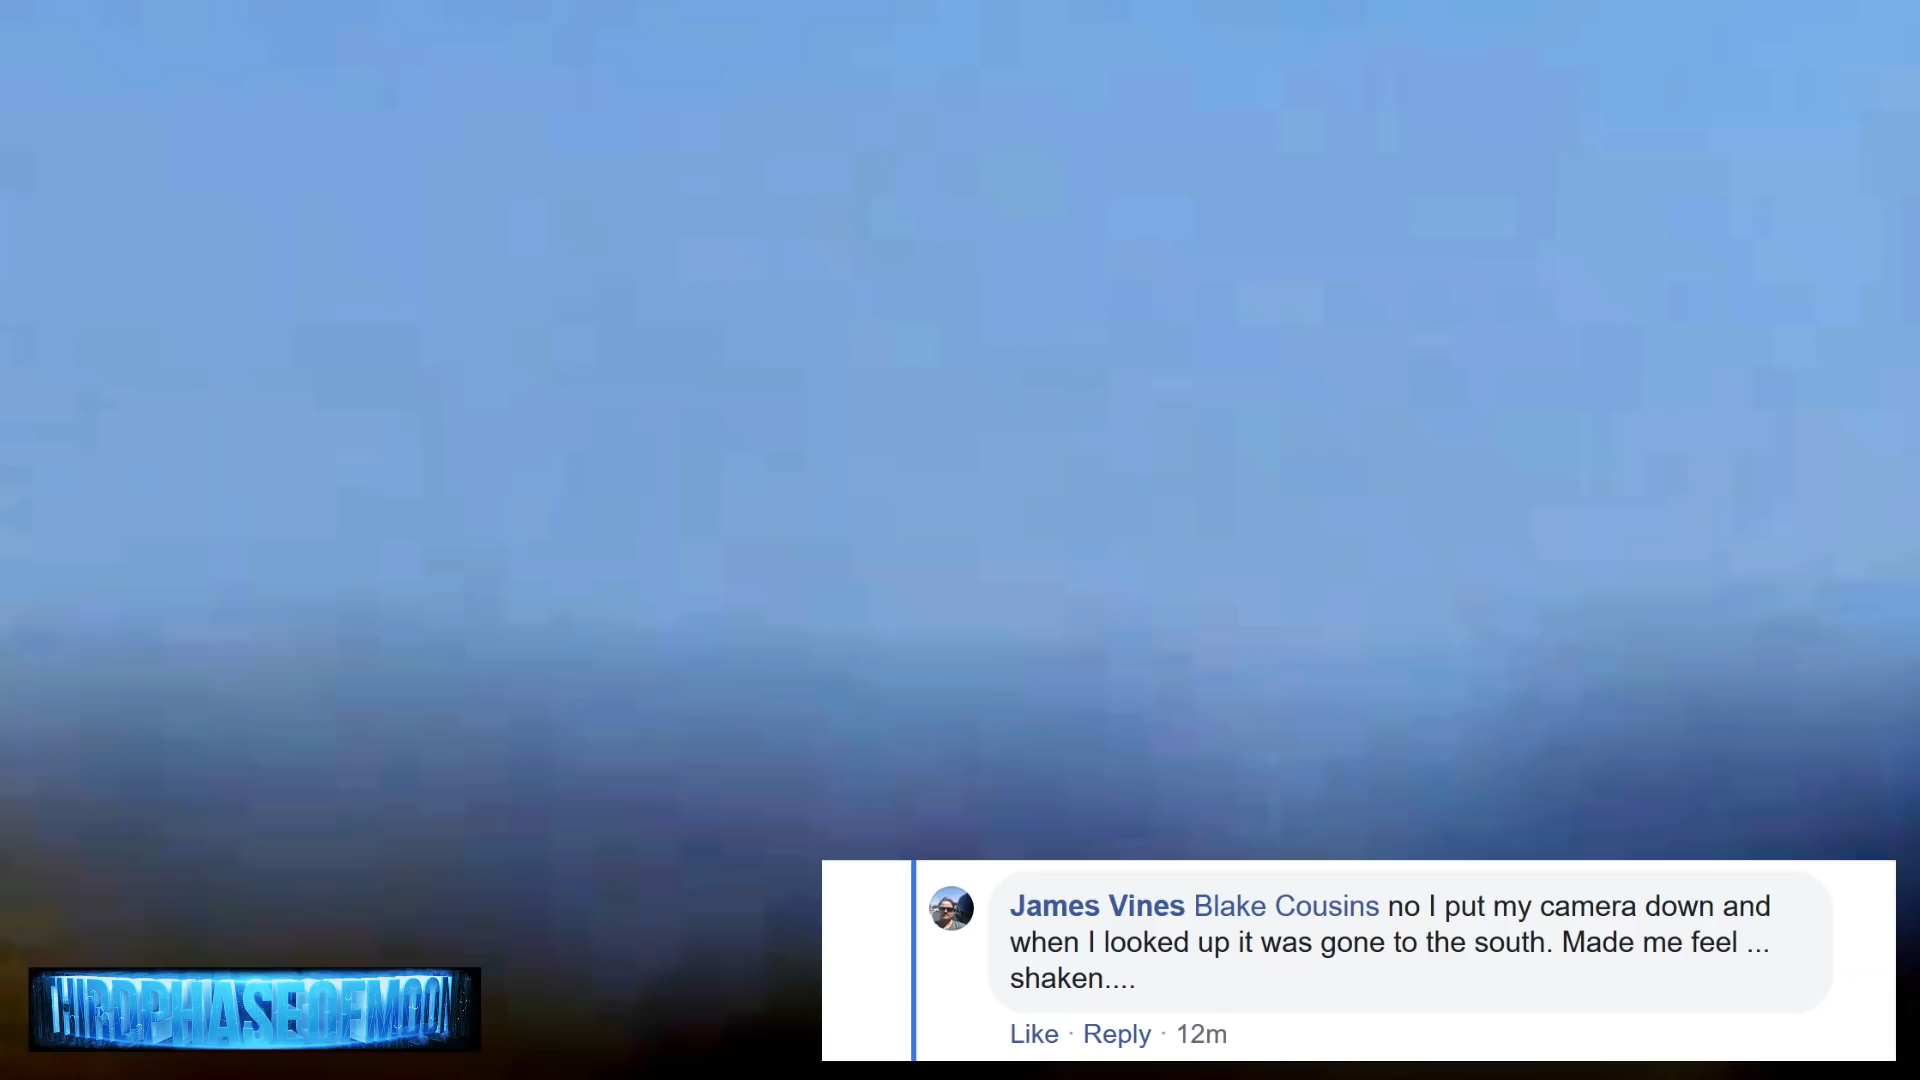 James Vines Blake Cousins no I put my camera down and
when I looked up it was gone to the south. Made me feel ...
shaken....
Like · Reply · 12m
THIRDPHASEOFMOON